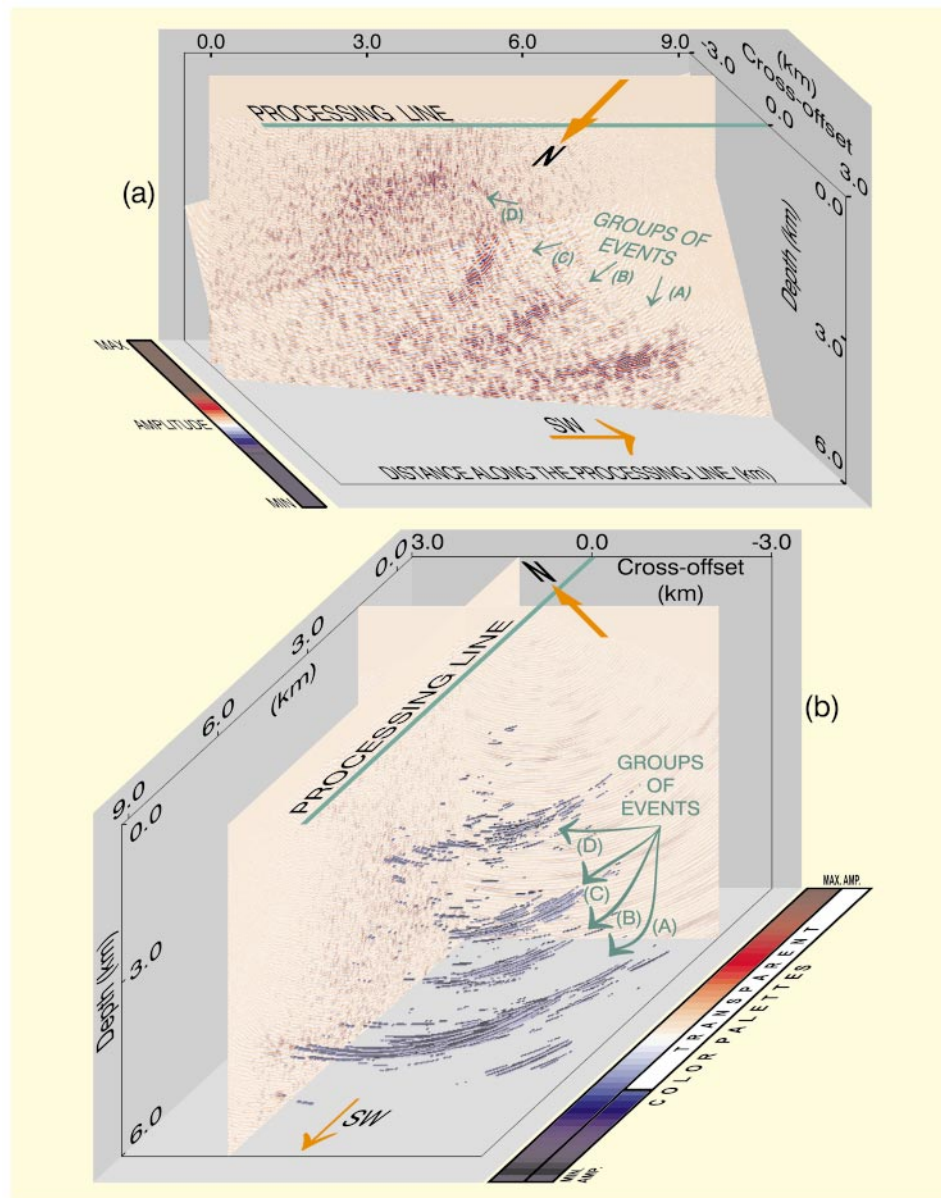 0.0 3.0 6.0 9.0
-3.0 0.0 3.0
(km)
Cross-offset
PROCESSING LINE
N
(a)
0.0
3.0
6.0
Depth (km)
GROUPS OF
EVENTS
(D)
(C)
(B)
(A)
MAX.
AMPLITUDE
MIN
SW
DISTANCE ALONG THE PROCESSING LINE (km)
3.0 0.0 -3.0
Cross-offset
(km)
N
0.0
3.0
6.0
9.0
(km)
PROCESSING LINE
(b)
GROUPS
OF
EVENTS
(D)
(C)
(B)
(A)
0.0
3.0
6.0
Depth (km)
SW
MAX. AMP.
TRANSPARENT
COLOR PALETTES
MIN.
AMP.